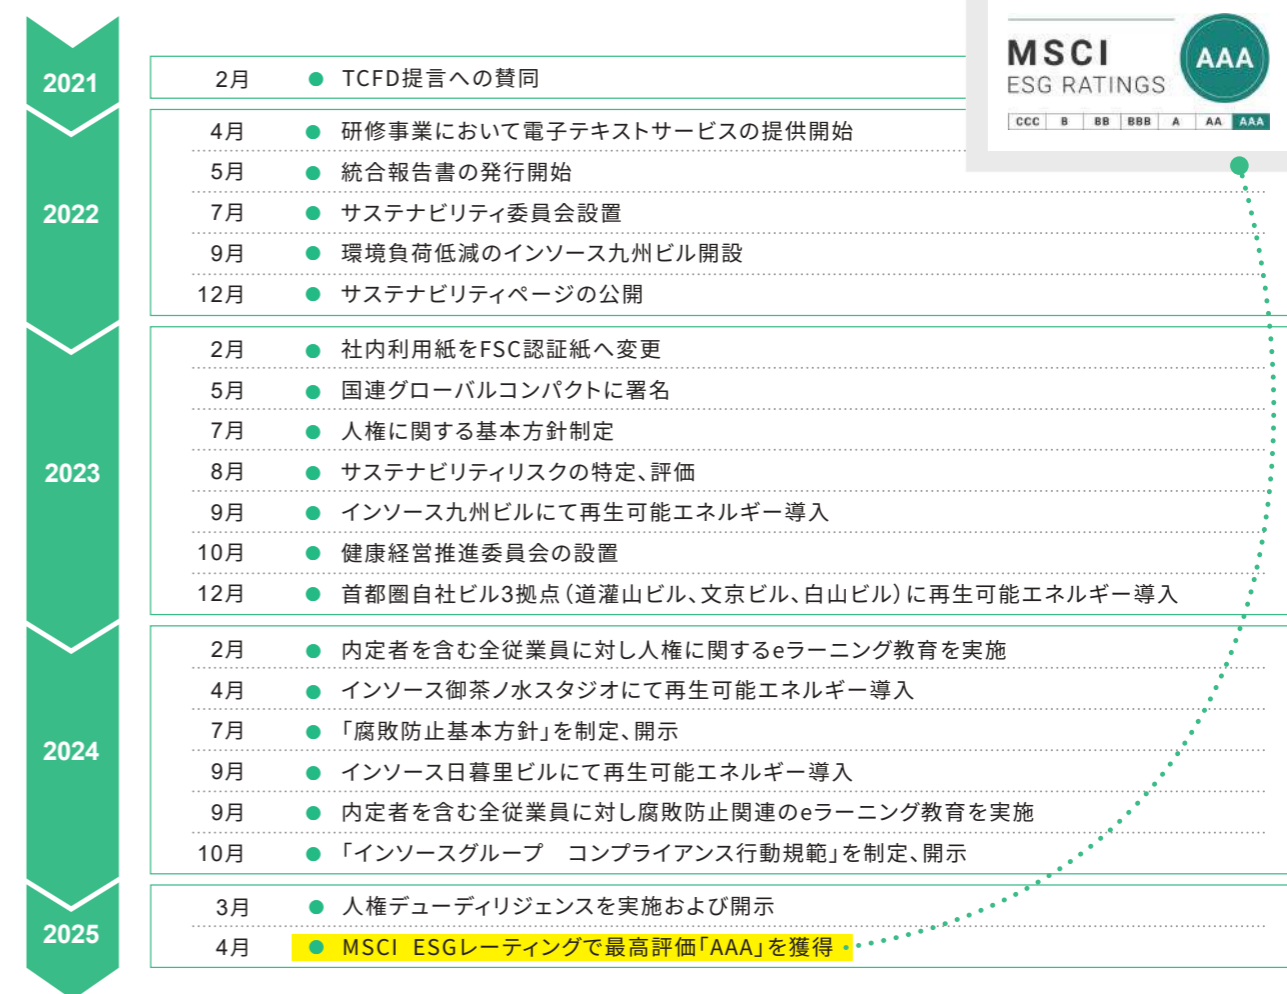 MSCI
ESG RATINGS
AAA
CCC B BB BBB A AA AAA
2021
2月 ● TCFD提言への賛同
2022
4月 ● 研修事業において電子テキストサービスの提供開始
5月 ● 統合報告書の発行開始
7月 ● サステナビリティ委員会設置
9月 ● 環境負荷低減のインソース九州ビル開設
12月 ● サステナビリティページの公開
2023
2月 ● 社内利用紙をFSC認証紙へ変更
5月 ● 国連グローバルコンパクトに署名
7月 ● 人権に関する基本方針制定
8月 ● サステナビリティリスクの特定、評価
9月 ● インソース九州ビルにて再生可能エネルギー導入
10月 ● 健康経営推進委員会の設置
12月 ● 首都圏自社ビル3拠点(道灌山ビル、文京ビル、白山ビル)に再生可能エネルギー導入
2024
2月 ● 内定者を含む全従業員に対し人権に関するeラーニング教育を実施
4月 ● インソース御茶ノ水スタジオにて再生可能エネルギー導入
7月 ● 「腐敗防止基本方針」を制定、開示
9月 ● インソース日暮里ビルにて再生可能エネルギー導入
9月 ● 内定者を含む全従業員に対し腐敗防止関連のeラーニング教育を実施
10月 ● 「インソースグループ　コンプライアンス行動規範」を制定、開示
2025
3月 ● 人権デューディリジェンスを実施および開示
4月 ● MSCI ESGレーティングで最高評価「AAA」を獲得